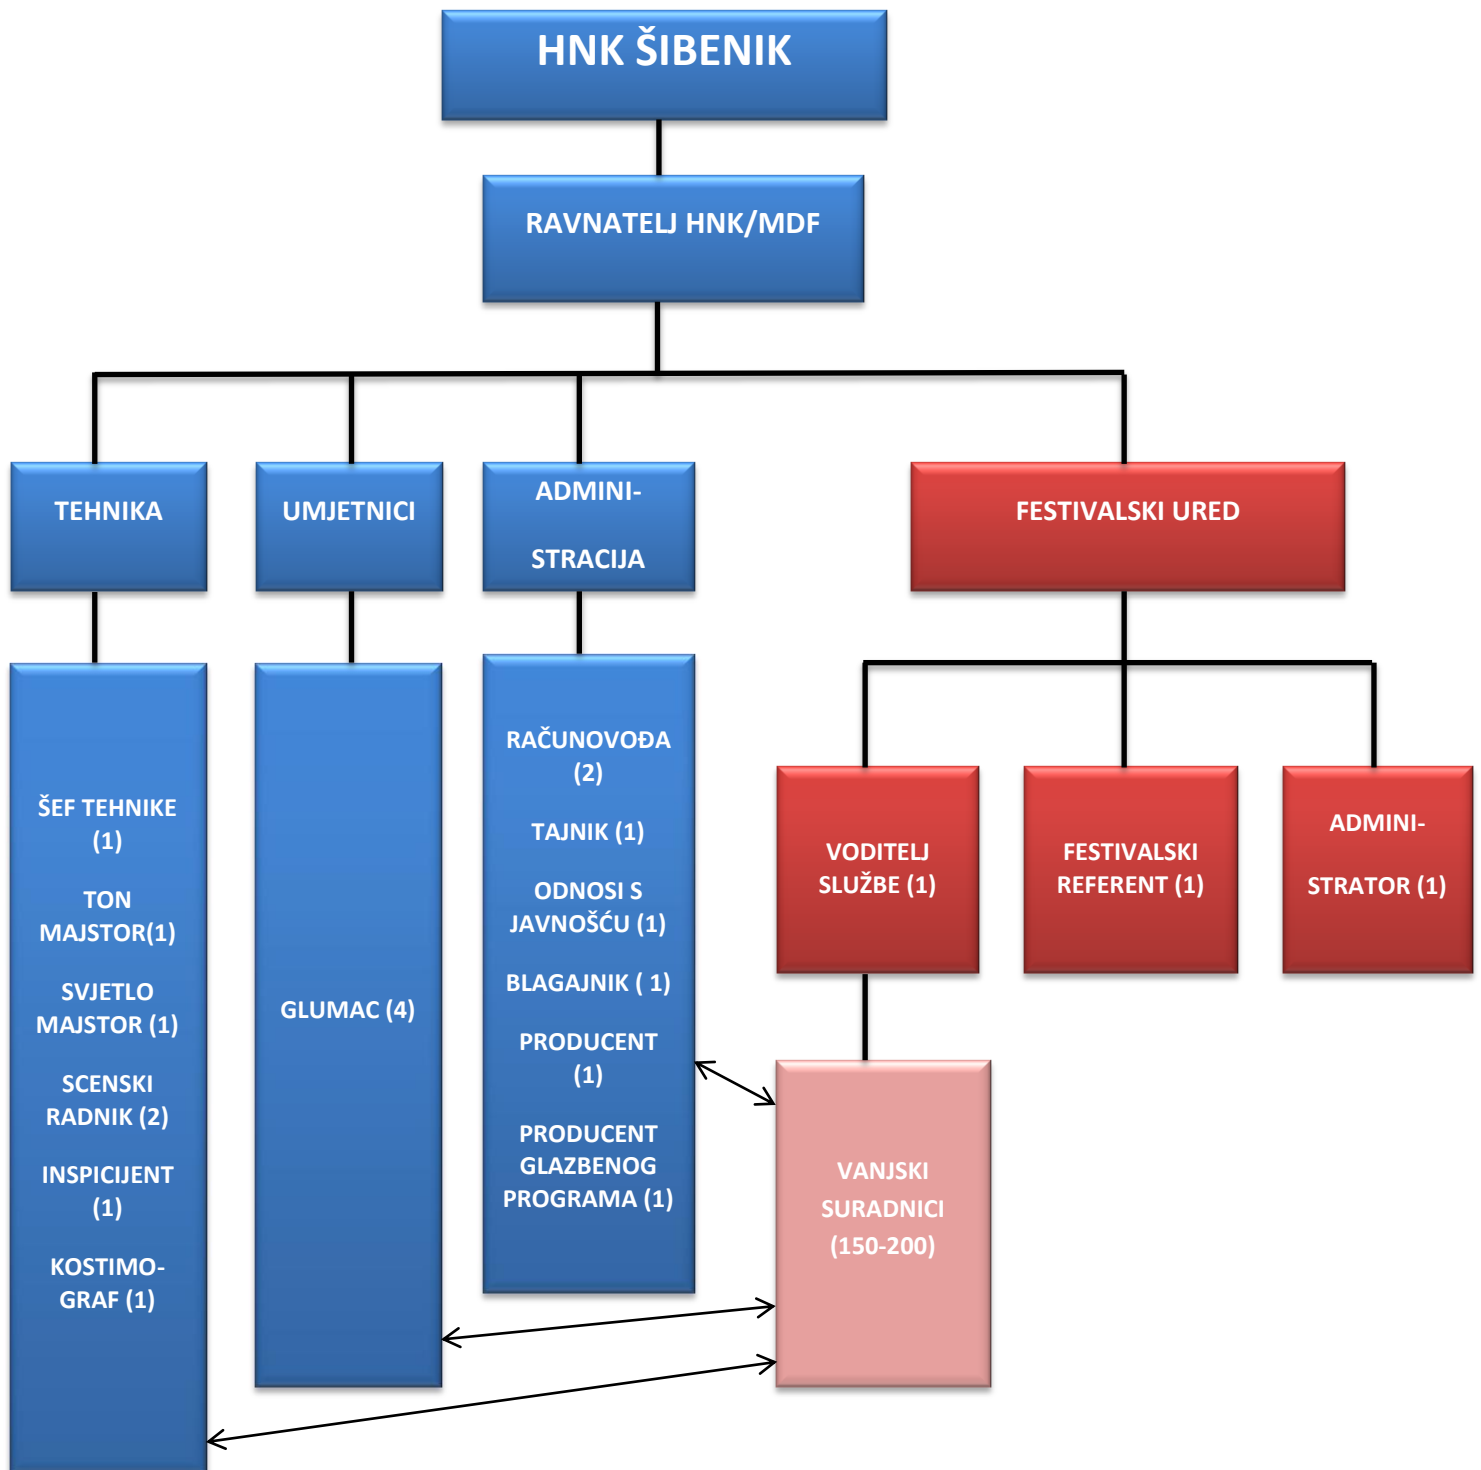 HNK ŠIBENIK
RAVNATELJ HNK/MDF
TEHNIKA
UMJETNICI
ADMINI-
STRACIJA
FESTIVALSKI URED
ŠEF TEHNIKE
(1)
TON
MAJSTOR(1)
SVJETLO
MAJSTOR (1)
SCENSKI
RADNIK (2)
INSPICIJENT
(1)
KOSTIMO-
GRAF (1)
GLUMAC (4)
RAČUNOVOĐA
(2)
TAJNIK (1)
ODNOSI S
JAVNOŠĆU (1)
BLAGAJNIK ( 1)
PRODUCENT
(1)
PRODUCENT
GLAZBENOG
PROGRAMA (1)
VODITELJ
SLUŽBE (1)
FESTIVALSKI
REFERENT (1)
ADMINI-
STRATOR (1)
VANJSKI
SURADNICI
(150-200)